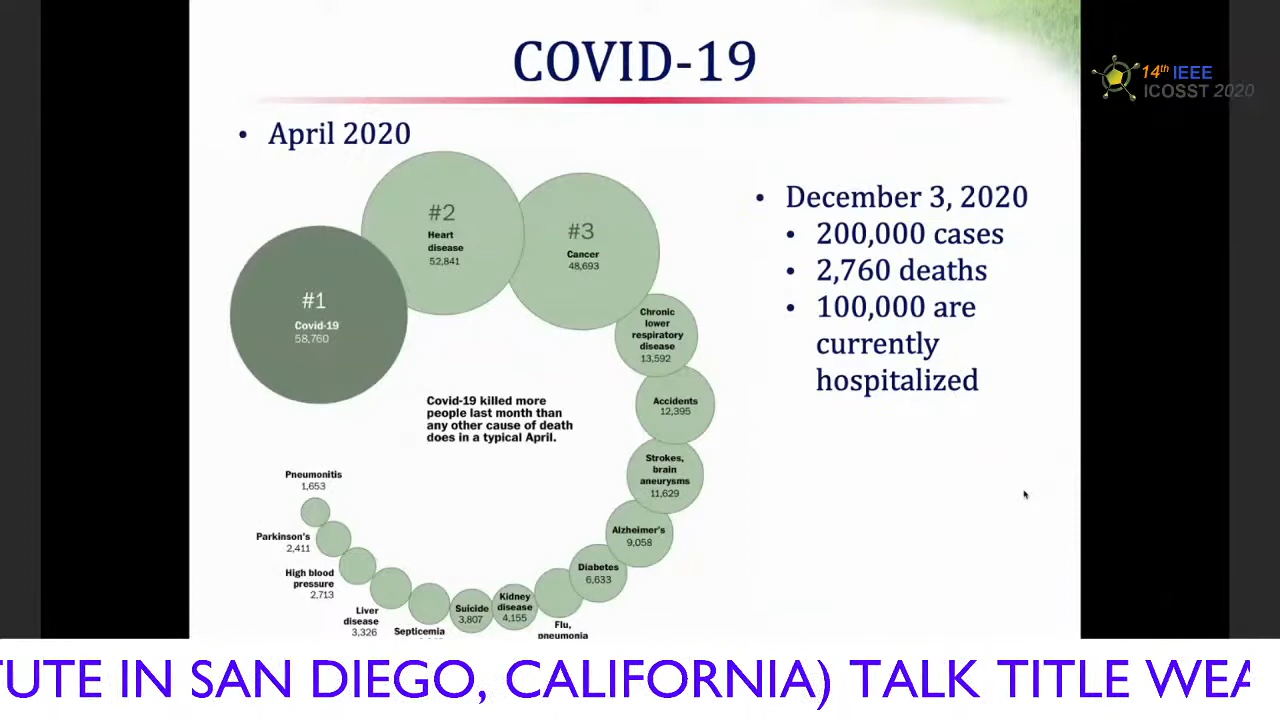 COVID-19
14th IEEE
ICOSST 2020
• April 2020
#1
Covid-19
58,760
#2
Heart
disease
52,841
#3
Cancer
48,693
Chronic
lower
respiratory
disease
13,592
Accidents
12,395
Strokes,
brain
aneurysms
11,629
Alzheimer's
9,058
Diabetes
6,633
Flu,
pneumonia
Kidney
disease
4,155
Suicide
3,807
Septicemia
Liver
disease
3,326
High blood
pressure
2,713
Parkinson's
2,411
Pneumonitis
1,653
Covid-19 killed more
people last month than
any other cause of death
does in a typical April.
• December 3, 2020
• 200,000 cases
• 2,760 deaths
• 100,000 are
currently
hospitalized
TUTE IN SAN DIEGO, CALIFORNIA) TALK TITLE WEA